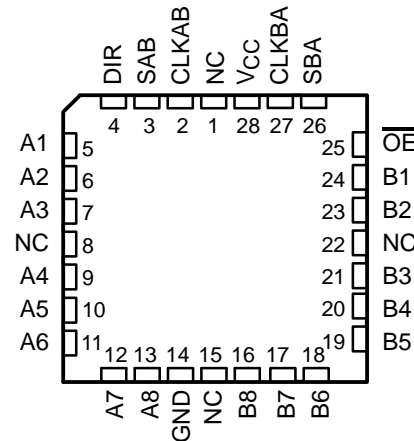 DIR SAB CLKAB NC VCC CLKBA SBA
4 3 2 1 28 27 26
A1 5 25 OE
A2 6 24 B1
A3 7 23 B2
NC 8 22 NC
A4 9 21 B3
A5 10 20 B4
A6 11 19 B5
12 13 14 15 16 17 18
A7 A8 GND NC B8 B7 B6